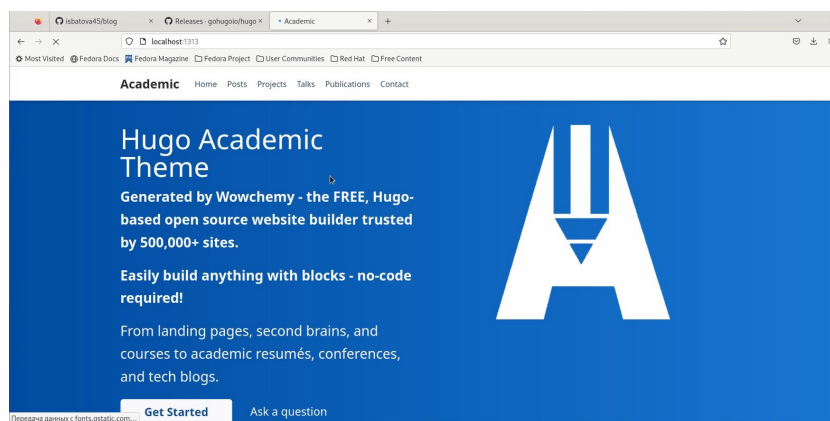 isbatova45/blog
Releases · gohugoio/hugo
Academic
localhost:1313
Most Visited Fedora Docs Fedora Magazine Fedora Project User Communities Red Hat Free Content
Academic Home Posts Projects Talks Publications Contact
Hugo Academic
Theme
Generated by Wowchemy - the FREE, Hugo-
based open source website builder trusted
by 500,000+ sites.
Easily build anything with blocks - no-code
required!
From landing pages, second brains, and
courses to academic resumés, conferences,
and tech blogs.
Get Started Ask a question
Передача данных с fonts.gstatic.com...